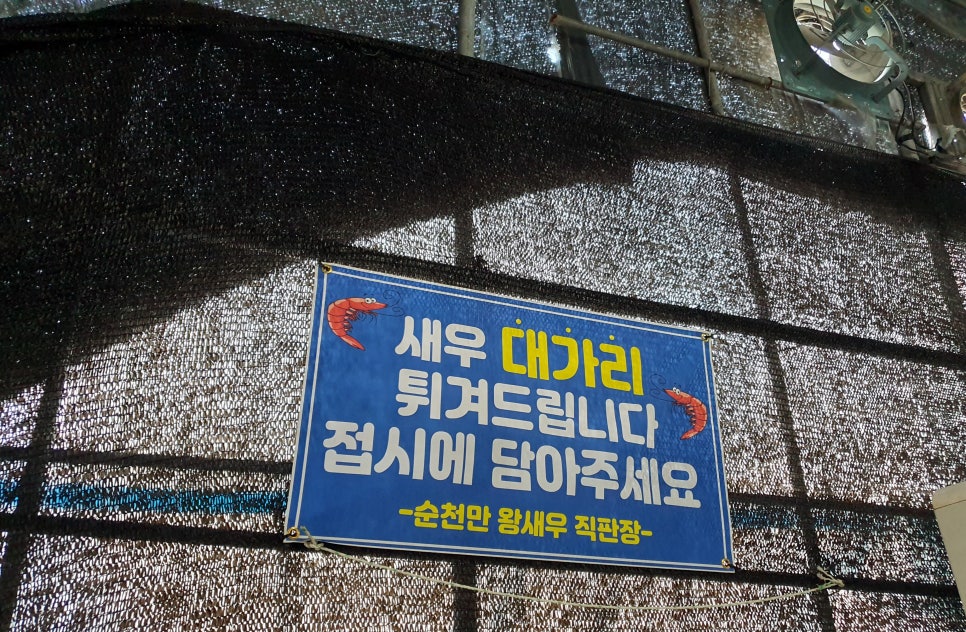 새우 대가리
튀겨드립니다
접시에 담아주세요
-순천만 왕새우 직판장-